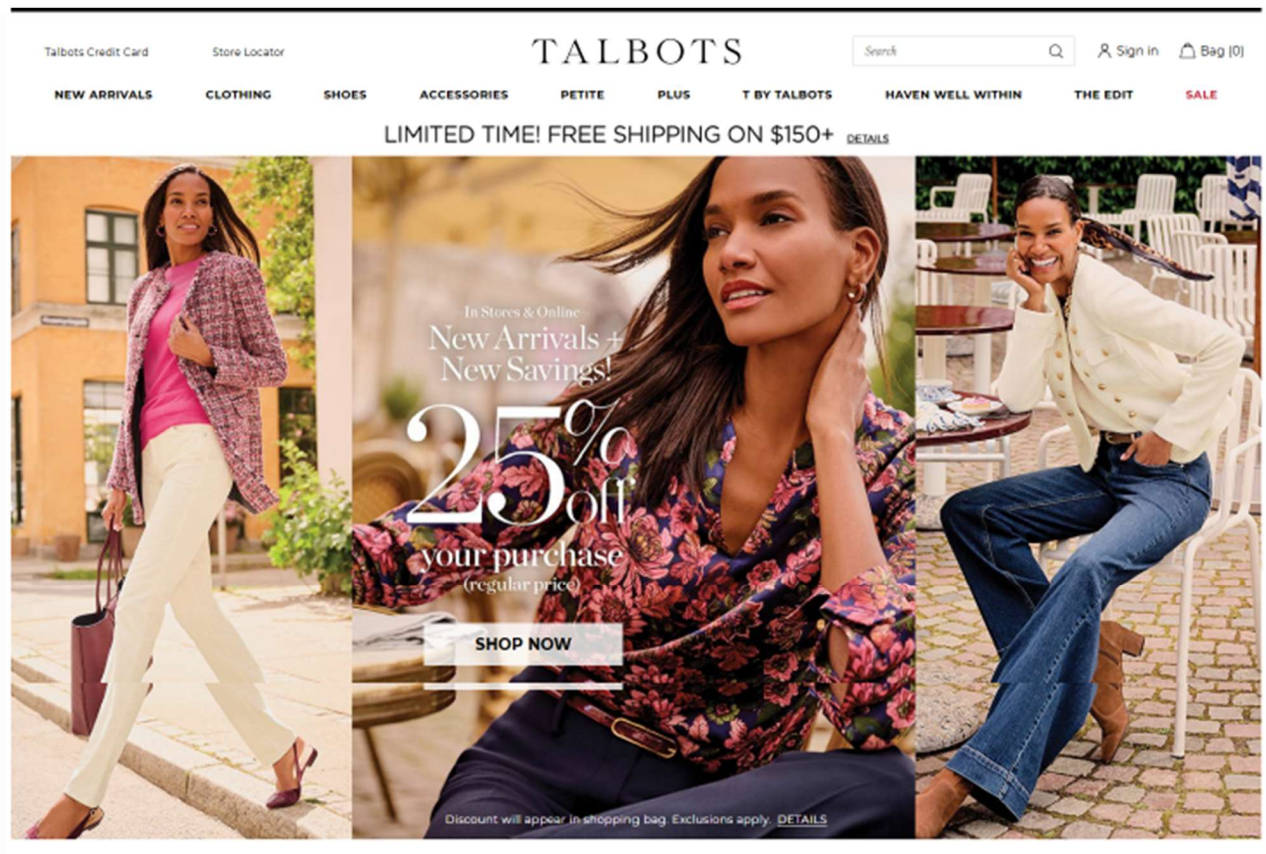 Talbots Credit Card
Store Locator
TALBOTS
Search
Sign in
Bag (0)
NEW ARRIVALS CLOTHING SHOES ACCESSORIES PETITE PLUS T BY TALBOTS HAVEN WELL WITHIN THE EDIT SALE
LIMITED TIME! FREE SHIPPING ON $150+ DETAILS
In Stores & Online
New Arrivals +
New Savings!
25% off
your purchase
(regular price)
SHOP NOW
Discount will appear in shopping bag. Exclusions apply. DETAILS